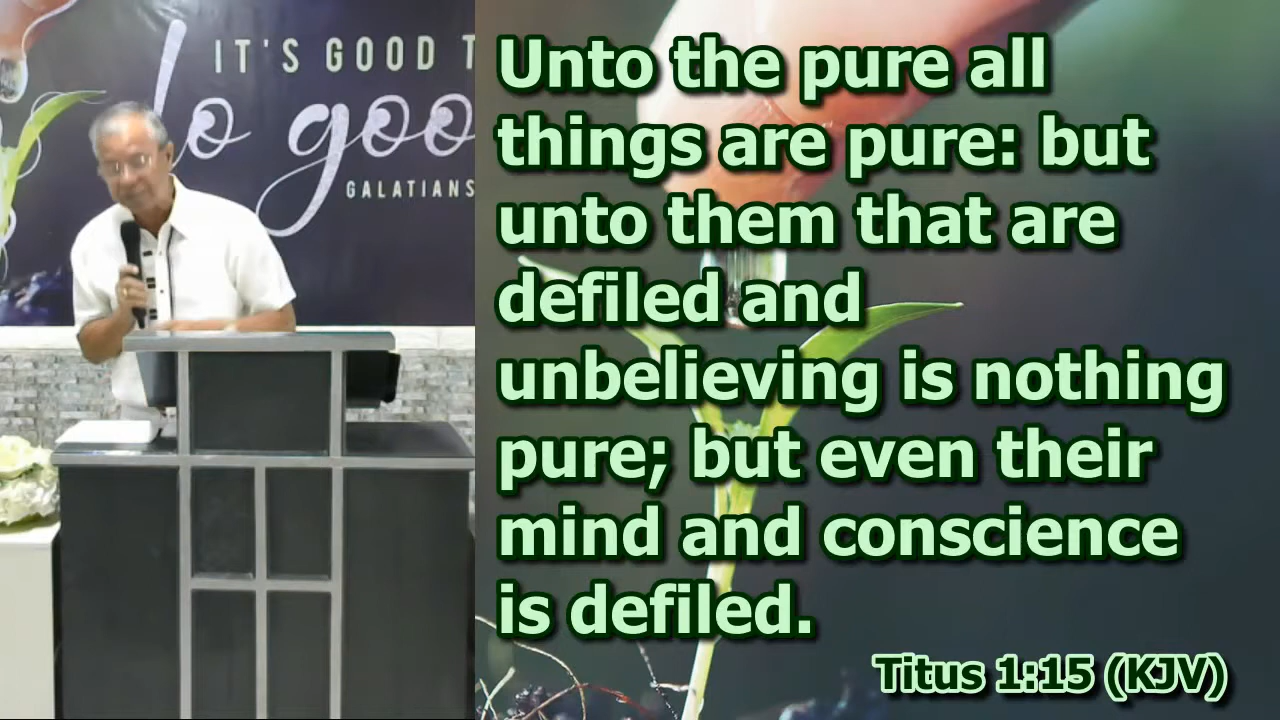 IT'S GOOD T
to goo
GALATIANS
Unto the pure all
things are pure: but
unto them that are
defiled and
unbelieving is nothing
pure; but even their
mind and conscience
is defiled.
Titus 1:15 (KJV)